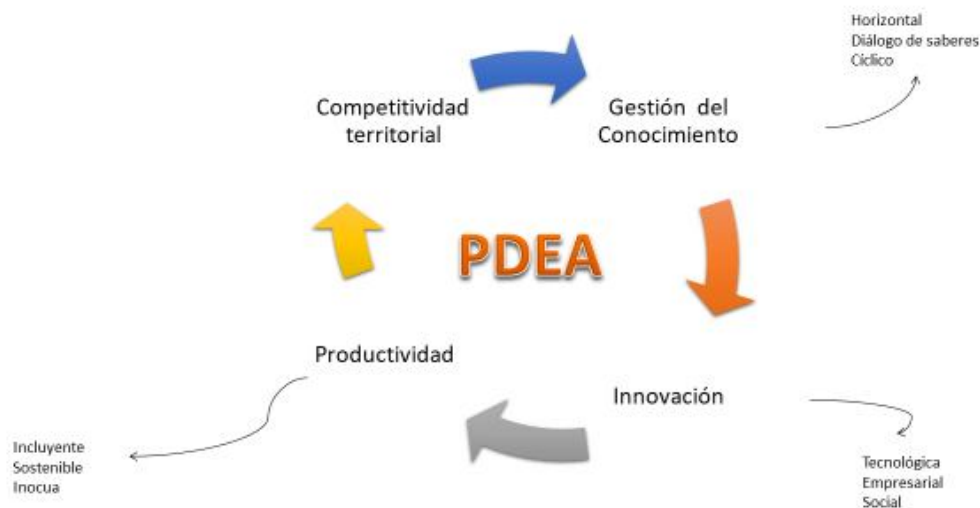 Horizontal
Diálogo de saberes
Cíclico
Competitividad
territorial
Gestión del
Conocimiento
PDEA
Productividad
Innovación
Incluyente
Sostenible
Inocua
Tecnológica
Empresarial
Social